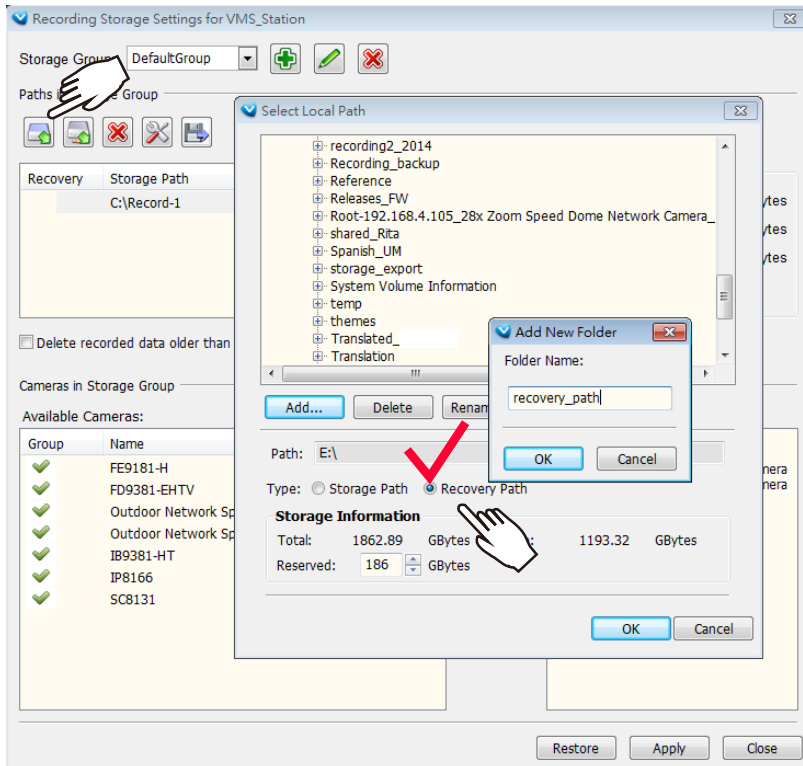 Recording Storage Settings for VMS_Station
Storage Grou DefaultGroup
Paths i e Group
Select Local Path
recording2_2014
Recording_backup
Reference
Releases_FW
Root-192.168.4.105_28x Zoom Speed Dome Network Camera_
shared_Rita
Spanish_UM
storage_export
System Volume Information
temp
themes
Translated_
Translation
Recovery Storage Path
C:\Record-1
ytes
ytes
ytes
Add New Folder
Folder Name:
recovery_path
OK Cancel
Delete recorded data older than
Add... Delete Renam
Cameras in Storage Group
Available Cameras:
Path: E:\
Type: Storage Path Recovery Path
Storage Information
Total: 1862.89 GBytes : 1193.32 GBytes
Reserved: 186 GBytes
OK Cancel
Group Name
FE9181-H
FD9381-EHTV
Outdoor Network Sp
Outdoor Network Sp
IB9381-HT
IP8166
SC8131
mera
mera
Restore Apply Close